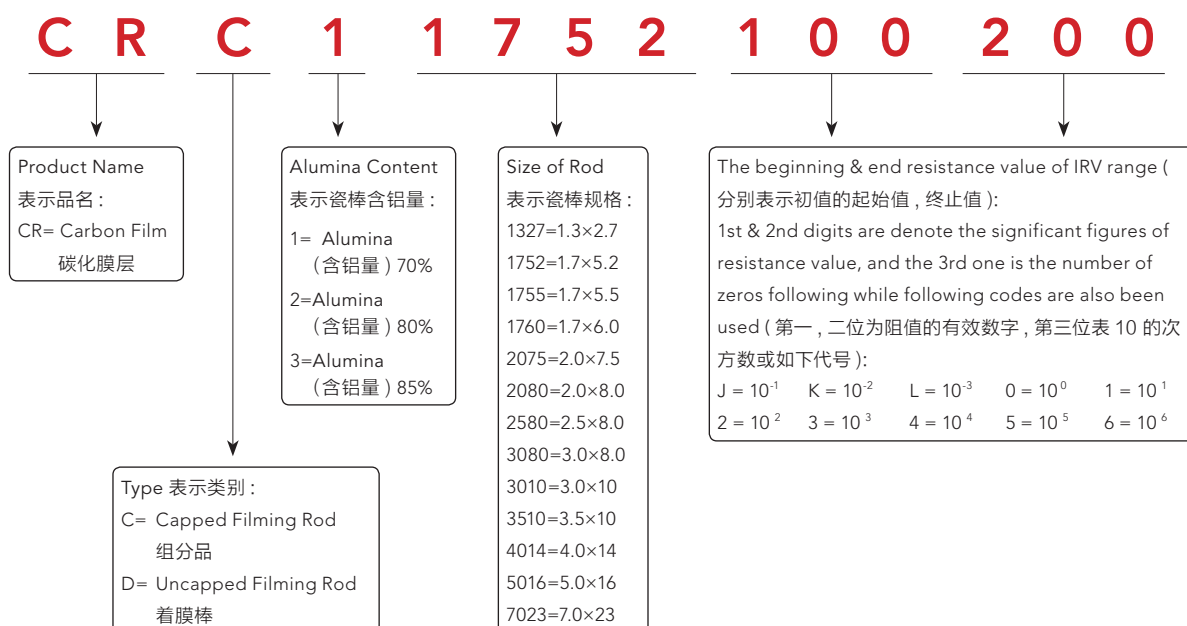 C R C 1 1 7 5 2 1 0 0 2 0 0
Product Name
表示品名 :
CR= Carbon Film
碳化膜层
Type 表示类别 :
C= Capped Filming Rod
组分品
D= Uncapped Filming Rod
着膜棒
Alumina Content
表示瓷棒含铝量 :
1= Alumina
(含铝量 ) 70%
2=Alumina
(含铝量 ) 80%
3=Alumina
(含铝量 ) 85%
Size of Rod
表示瓷棒规格 :
1327=1.3×2.7
1752=1.7×5.2
1755=1.7×5.5
1760=1.7×6.0
2075=2.0×7.5
2080=2.0×8.0
2580=2.5×8.0
3080=3.0×8.0
3010=3.0×10
3510=3.5×10
4014=4.0×14
5016=5.0×16
7023=7.0×23
The beginning & end resistance value of IRV range (
分别表示初值的起始值 , 终止值 ):
1st & 2nd digits are denote the significant figures of
resistance value, and the 3rd one is the number of
zeros following while following codes are also been
used ( 第一 , 二位为阻值的有效数字 , 第三位表 10 的次
方数或如下代号 ):
J = 10⁻¹ K = 10⁻² L = 10⁻³ 0 = 10⁰ 1 = 10¹
2 = 10² 3 = 10³ 4 = 10⁴ 5 = 10⁵ 6 = 10⁶